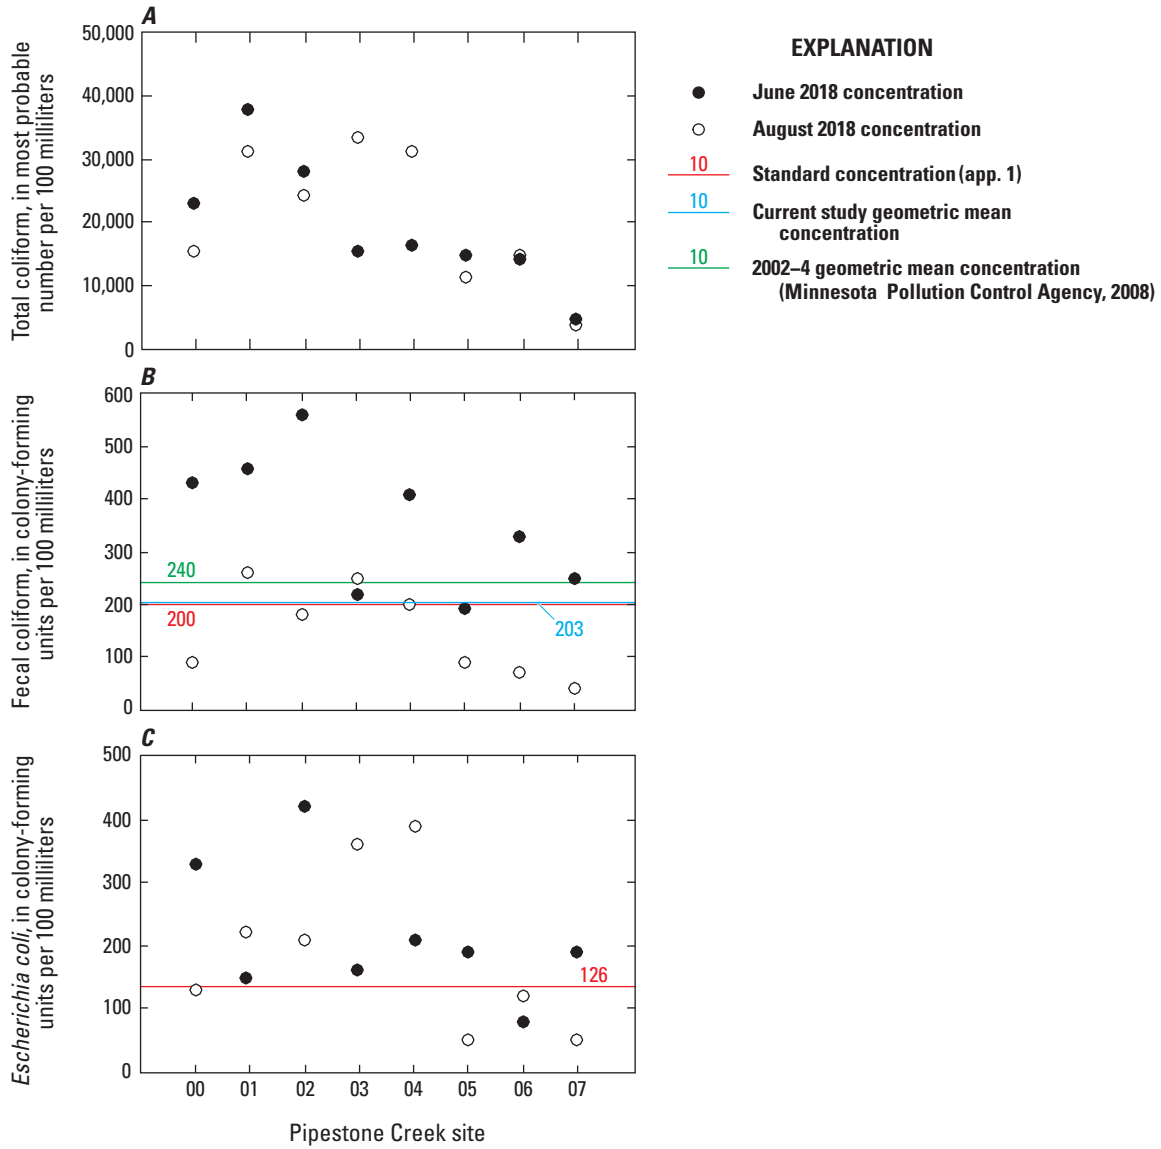 A
50,000
40,000
30,000
20,000
10,000
0
Total coliform, in most probable
number per 100 milliliters
EXPLANATION
June 2018 concentration
August 2018 concentration
10
Standard concentration (app. 1)
10
Current study geometric mean
concentration
10
2002–4 geometric mean concentration
(Minnesota Pollution Control Agency, 2008)
B
600
500
400
300
200
100
0
Fecal coliform, in colony-forming
units per 100 milliliters
240
200
203
C
500
400
300
200
100
0
Escherichia coli, in colony-forming
units per 100 milliliters
126
00 01 02 03 04 05 06 07
Pipestone Creek site